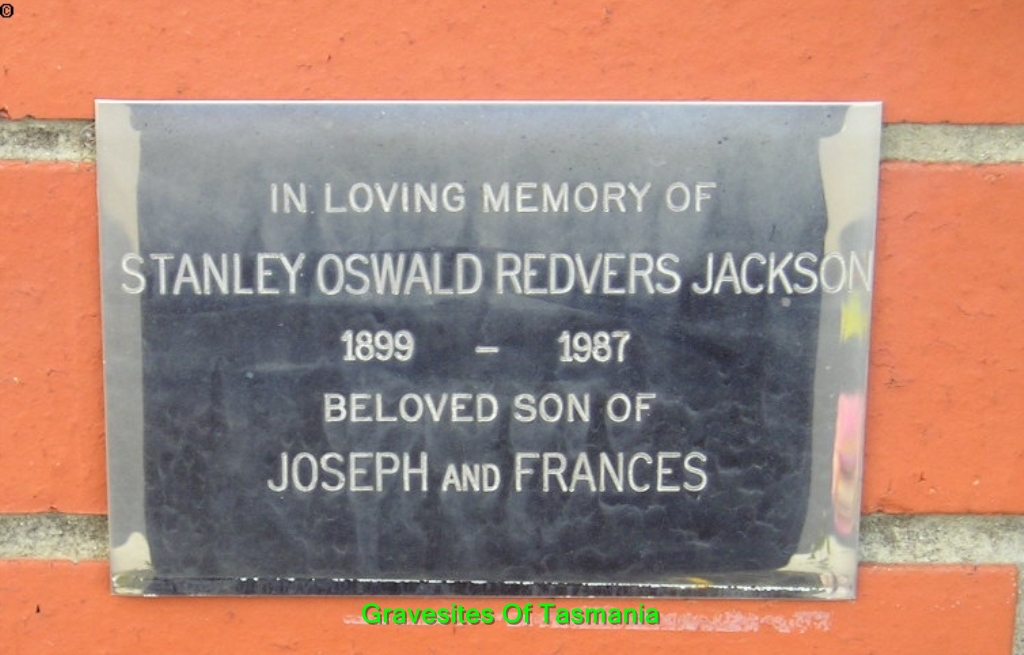 ©
IN LOVING MEMORY OF
STANLEY OSWALD REDVERS JACKSON
1899 – 1987
BELOVED SON OF
JOSEPH AND FRANCES
Gravesites Of Tasmania